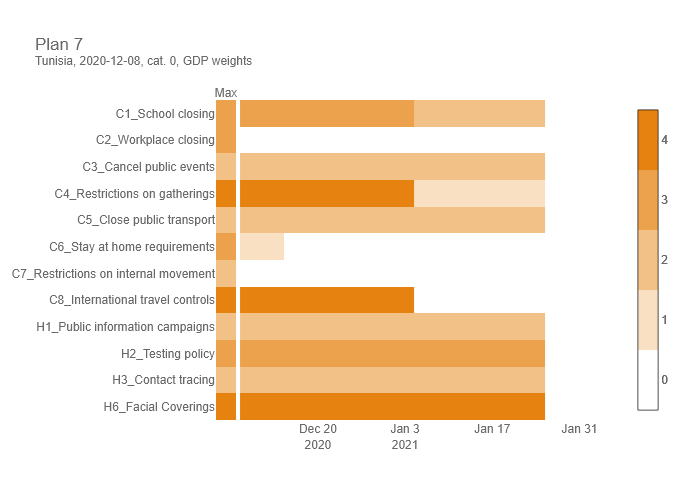 Plan 7
Tunisia, 2020-12-08, cat. 0, GDP weights
Max
C1_School closing
C2_Workplace closing
C3_Cancel public events
C4_Restrictions on gatherings
C5_Close public transport
C6_Stay at home requirements
C7_Restrictions on internal movement
C8_International travel controls
H1_Public information campaigns
H2_Testing policy
H3_Contact tracing
H6_Facial Coverings
Dec 20 Jan 3 Jan 17 Jan 31
2020 2021
4
3
2
1
0